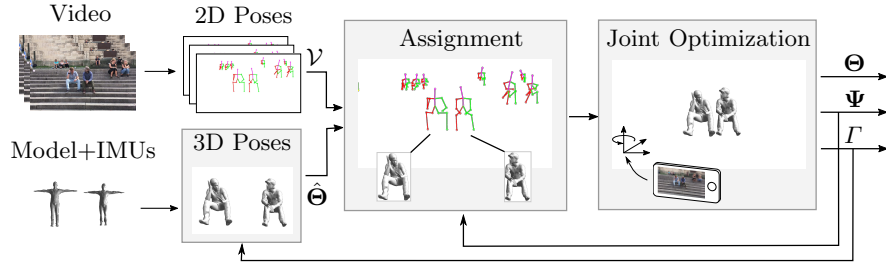 Video
2D Poses
𝒱
Assignment
Joint Optimization
Θ
Ψ
Γ
Model+IMUs
3D Poses
Θ̂